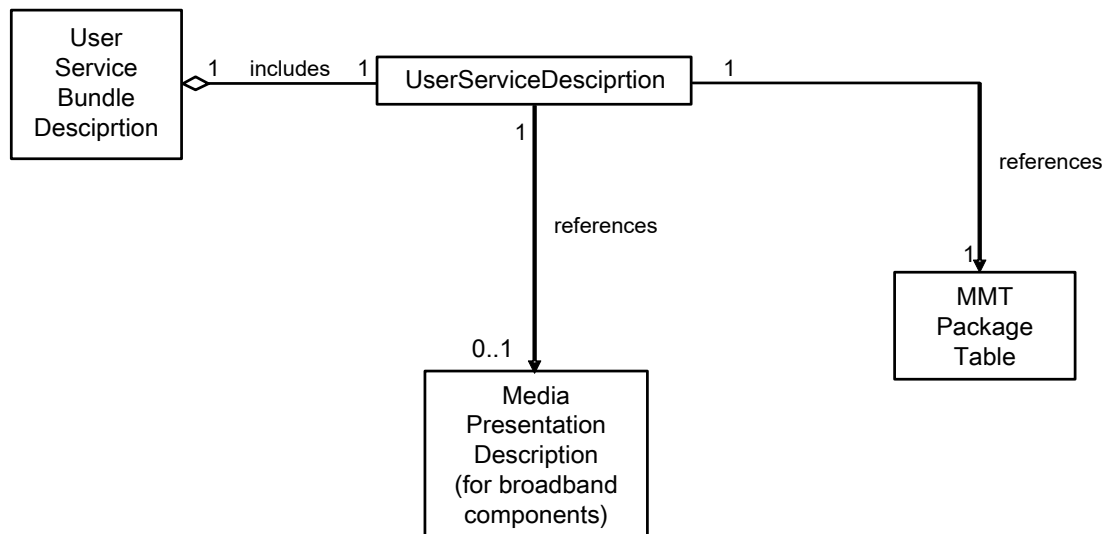 User
Service
Bundle
Desciprtion
1
includes
1
UserServiceDesciprtion
1
1
references
0..1
Media
Presentation
Description
(for broadband
components)
references
1
MMT
Package
Table